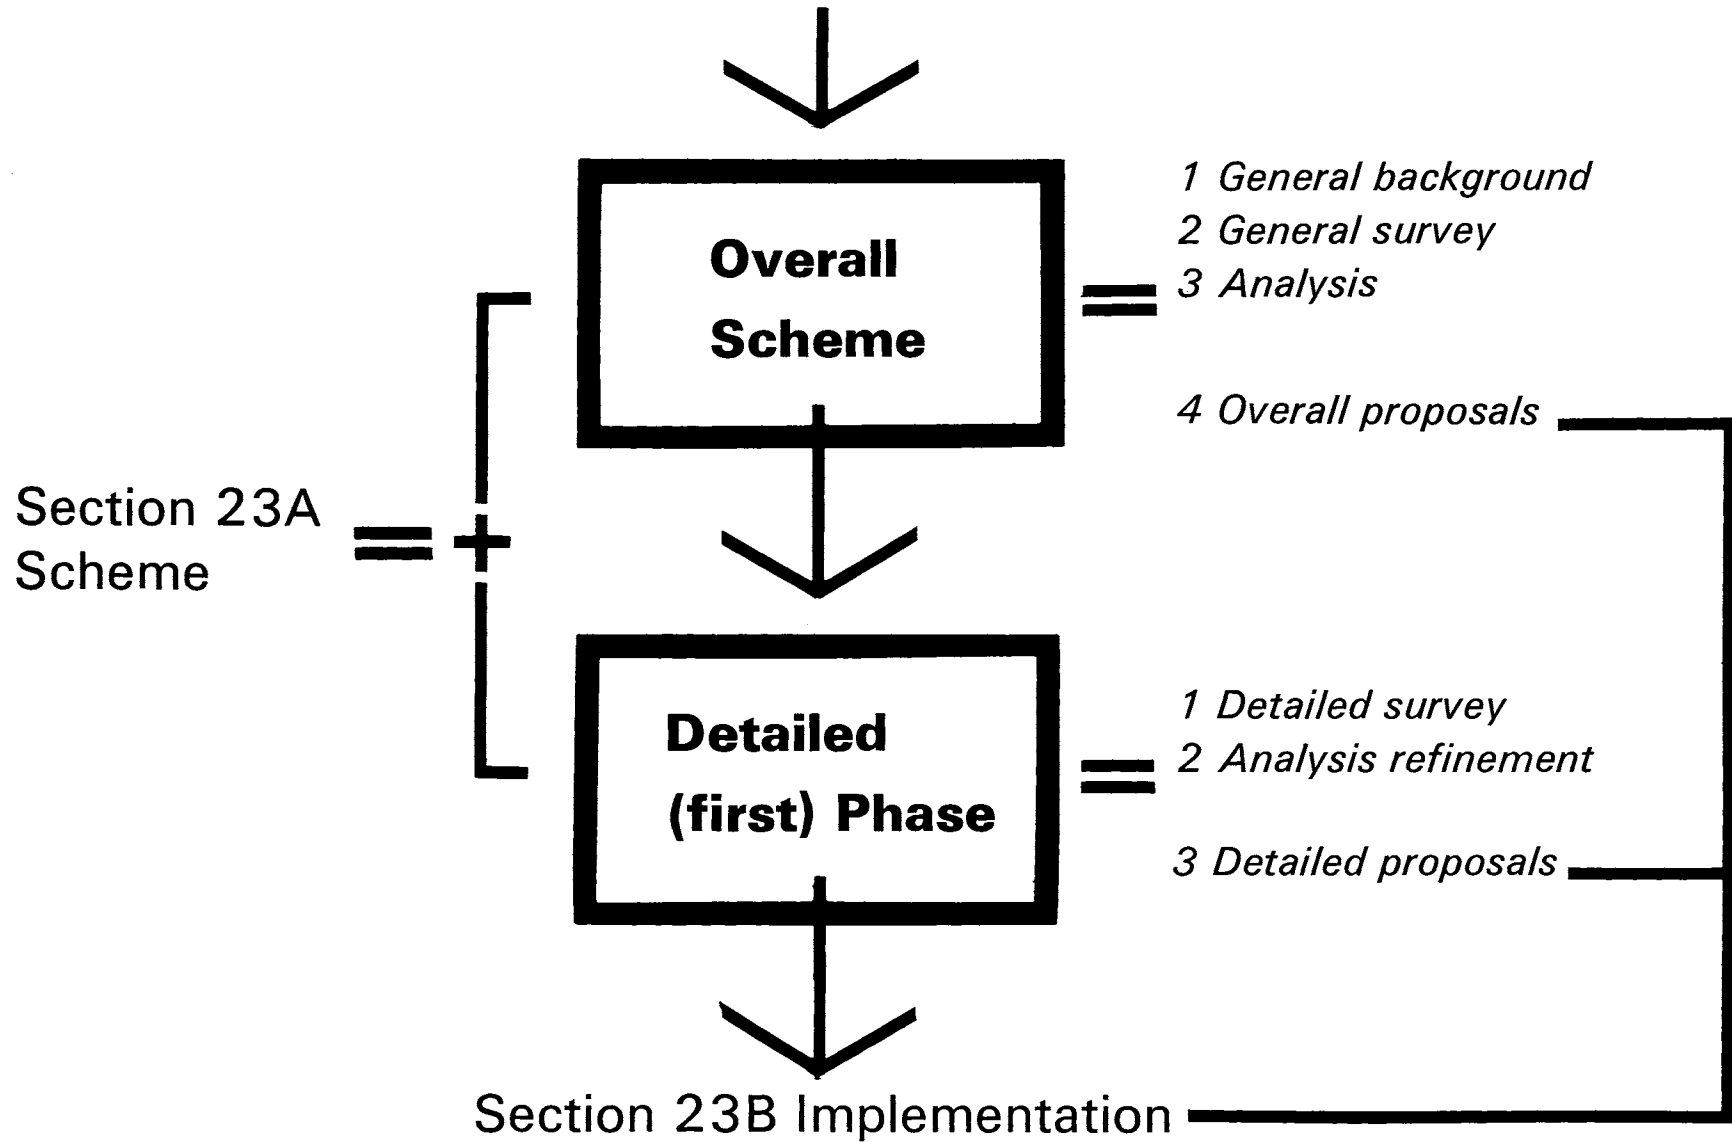 Overall
Scheme
1 General background
2 General survey
3 Analysis
4 Overall proposals
Section 23A
Scheme
Detailed
(first) Phase
1 Detailed survey
2 Analysis refinement
3 Detailed proposals
Section 23B Implementation